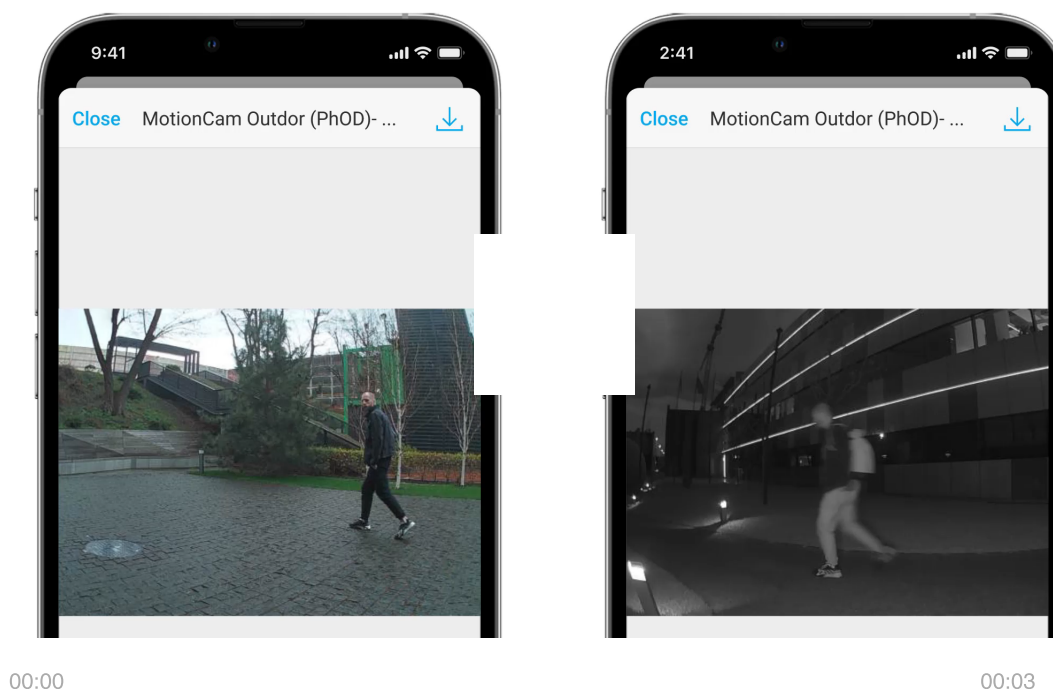 9:41
2:41
Close MotionCam Outdor (PhOD)- ...
Close MotionCam Outdor (PhOD)- ...
00:00
00:03